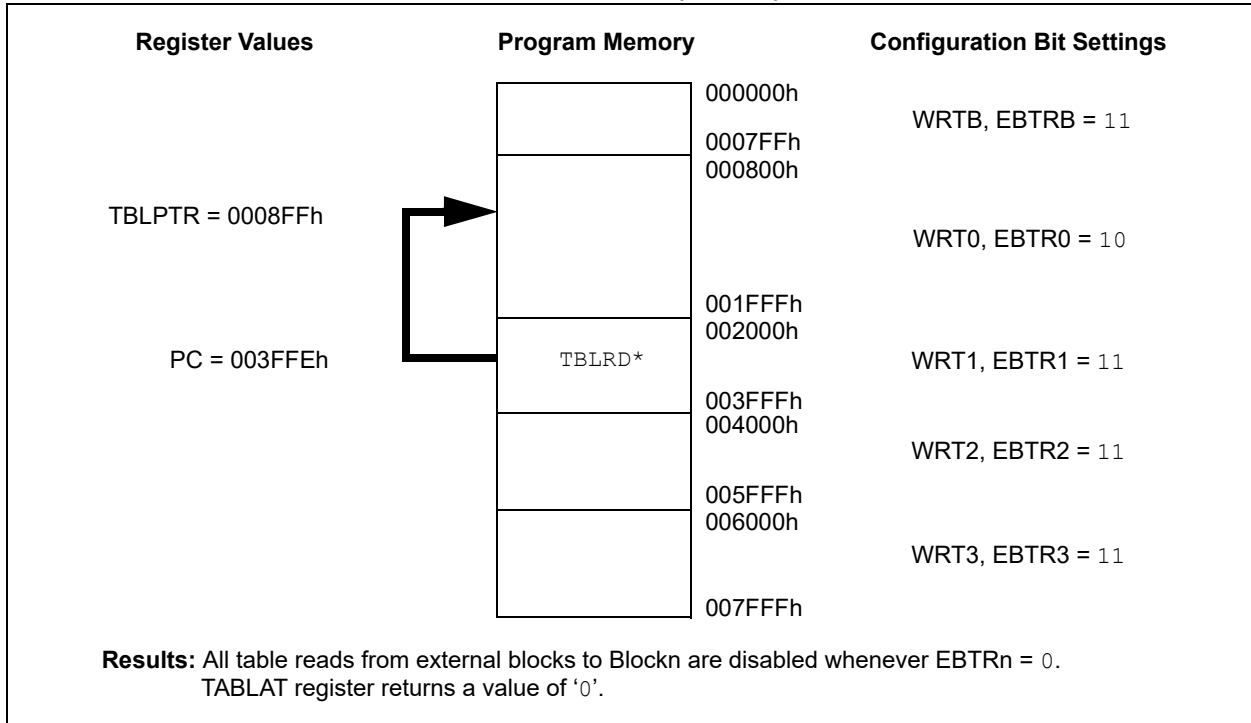 Register Values Program Memory Configuration Bit Settings
000000h
WRTB, EBTRB = 11
0007FFh
000800h
TBLPTR = 0008FFh
WRT0, EBTR0 = 10
001FFFh
002000h
PC = 003FFEh TBLRD* WRT1, EBTR1 = 11
003FFFh
004000h
WRT2, EBTR2 = 11
005FFFh
006000h
WRT3, EBTR3 = 11
007FFFh
Results: All table reads from external blocks to Blockn are disabled whenever EBTRn = 0.
TABLAT register returns a value of ‘0’.